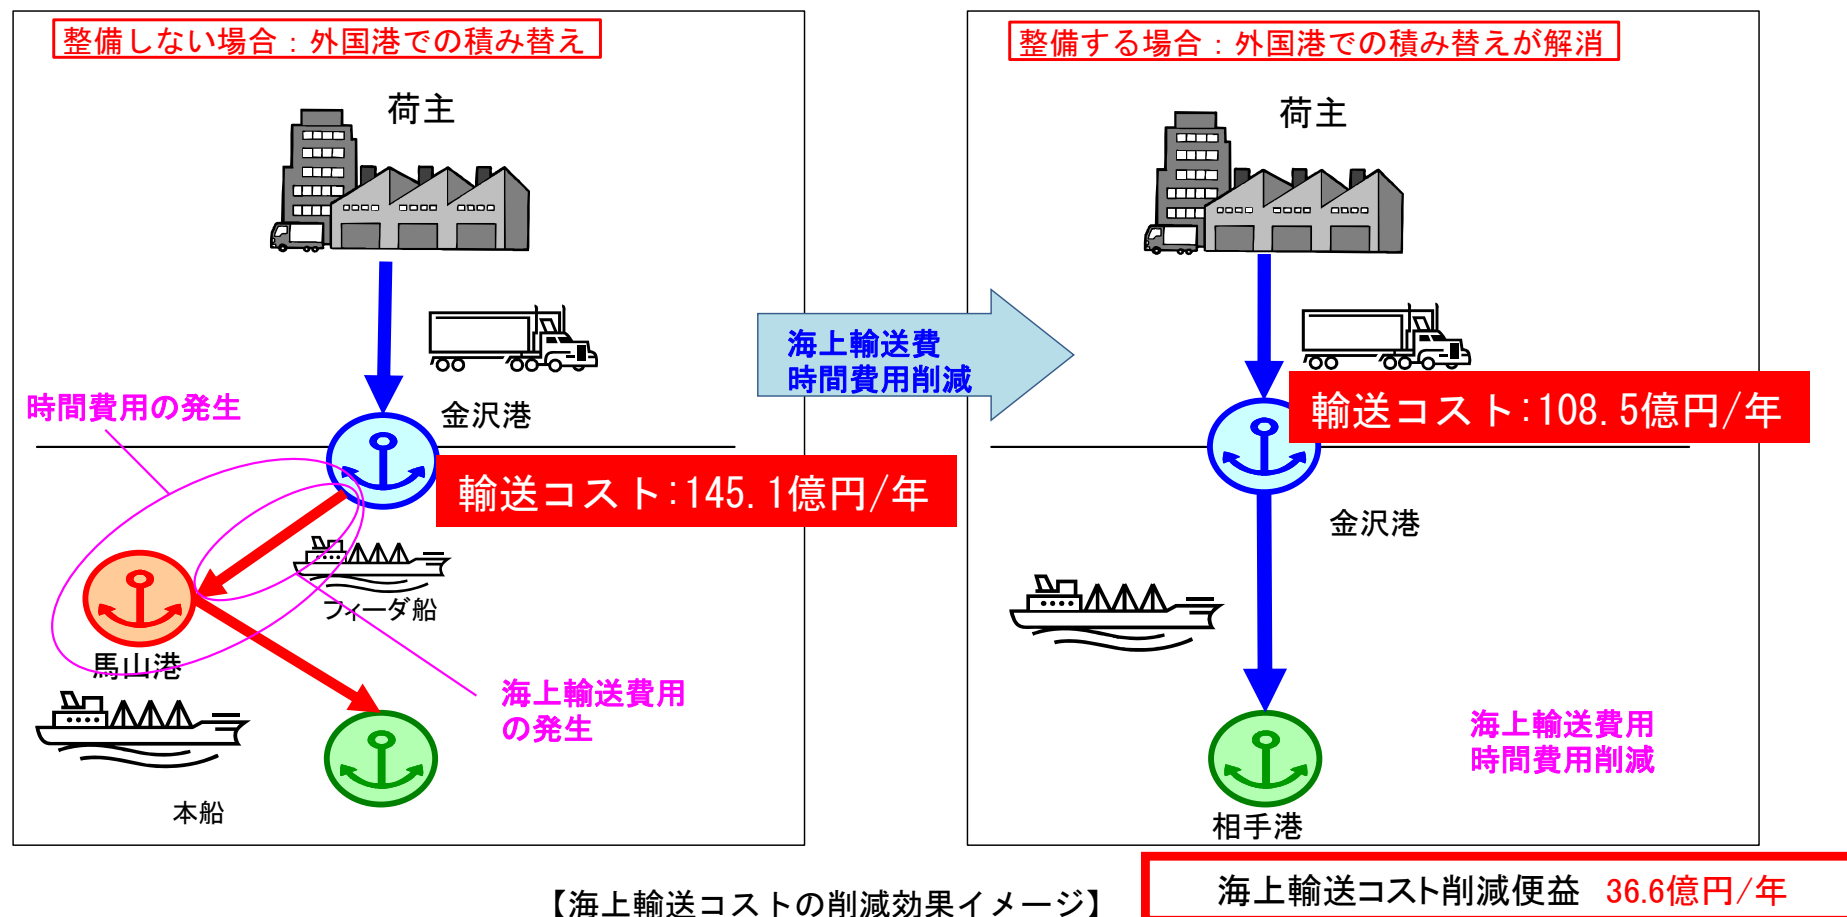 整備しない場合：外国港での積み替え
荷主
時間費用の発生
金沢港
輸送コスト:145.1億円/年
フィーダ船
馬山港
海上輸送費用
の発生
本船
海上輸送費
時間費用削減
整備する場合：外国港での積み替えが解消
荷主
輸送コスト:108.5億円/年
金沢港
海上輸送費用
時間費用削減
相手港
【海上輸送コストの削減効果イメージ】
海上輸送コスト削減便益 36.6億円/年